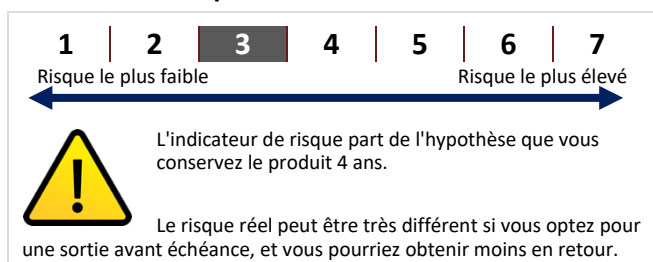 1 2 3 4 5 6 7
Risque le plus faible Risque le plus élevé
L'indicateur de risque part de l'hypothèse que vous
conservez le produit 4 ans.
Le risque réel peut être très différent si vous optez pour
une sortie avant échéance, et vous pourriez obtenir moins en retour.